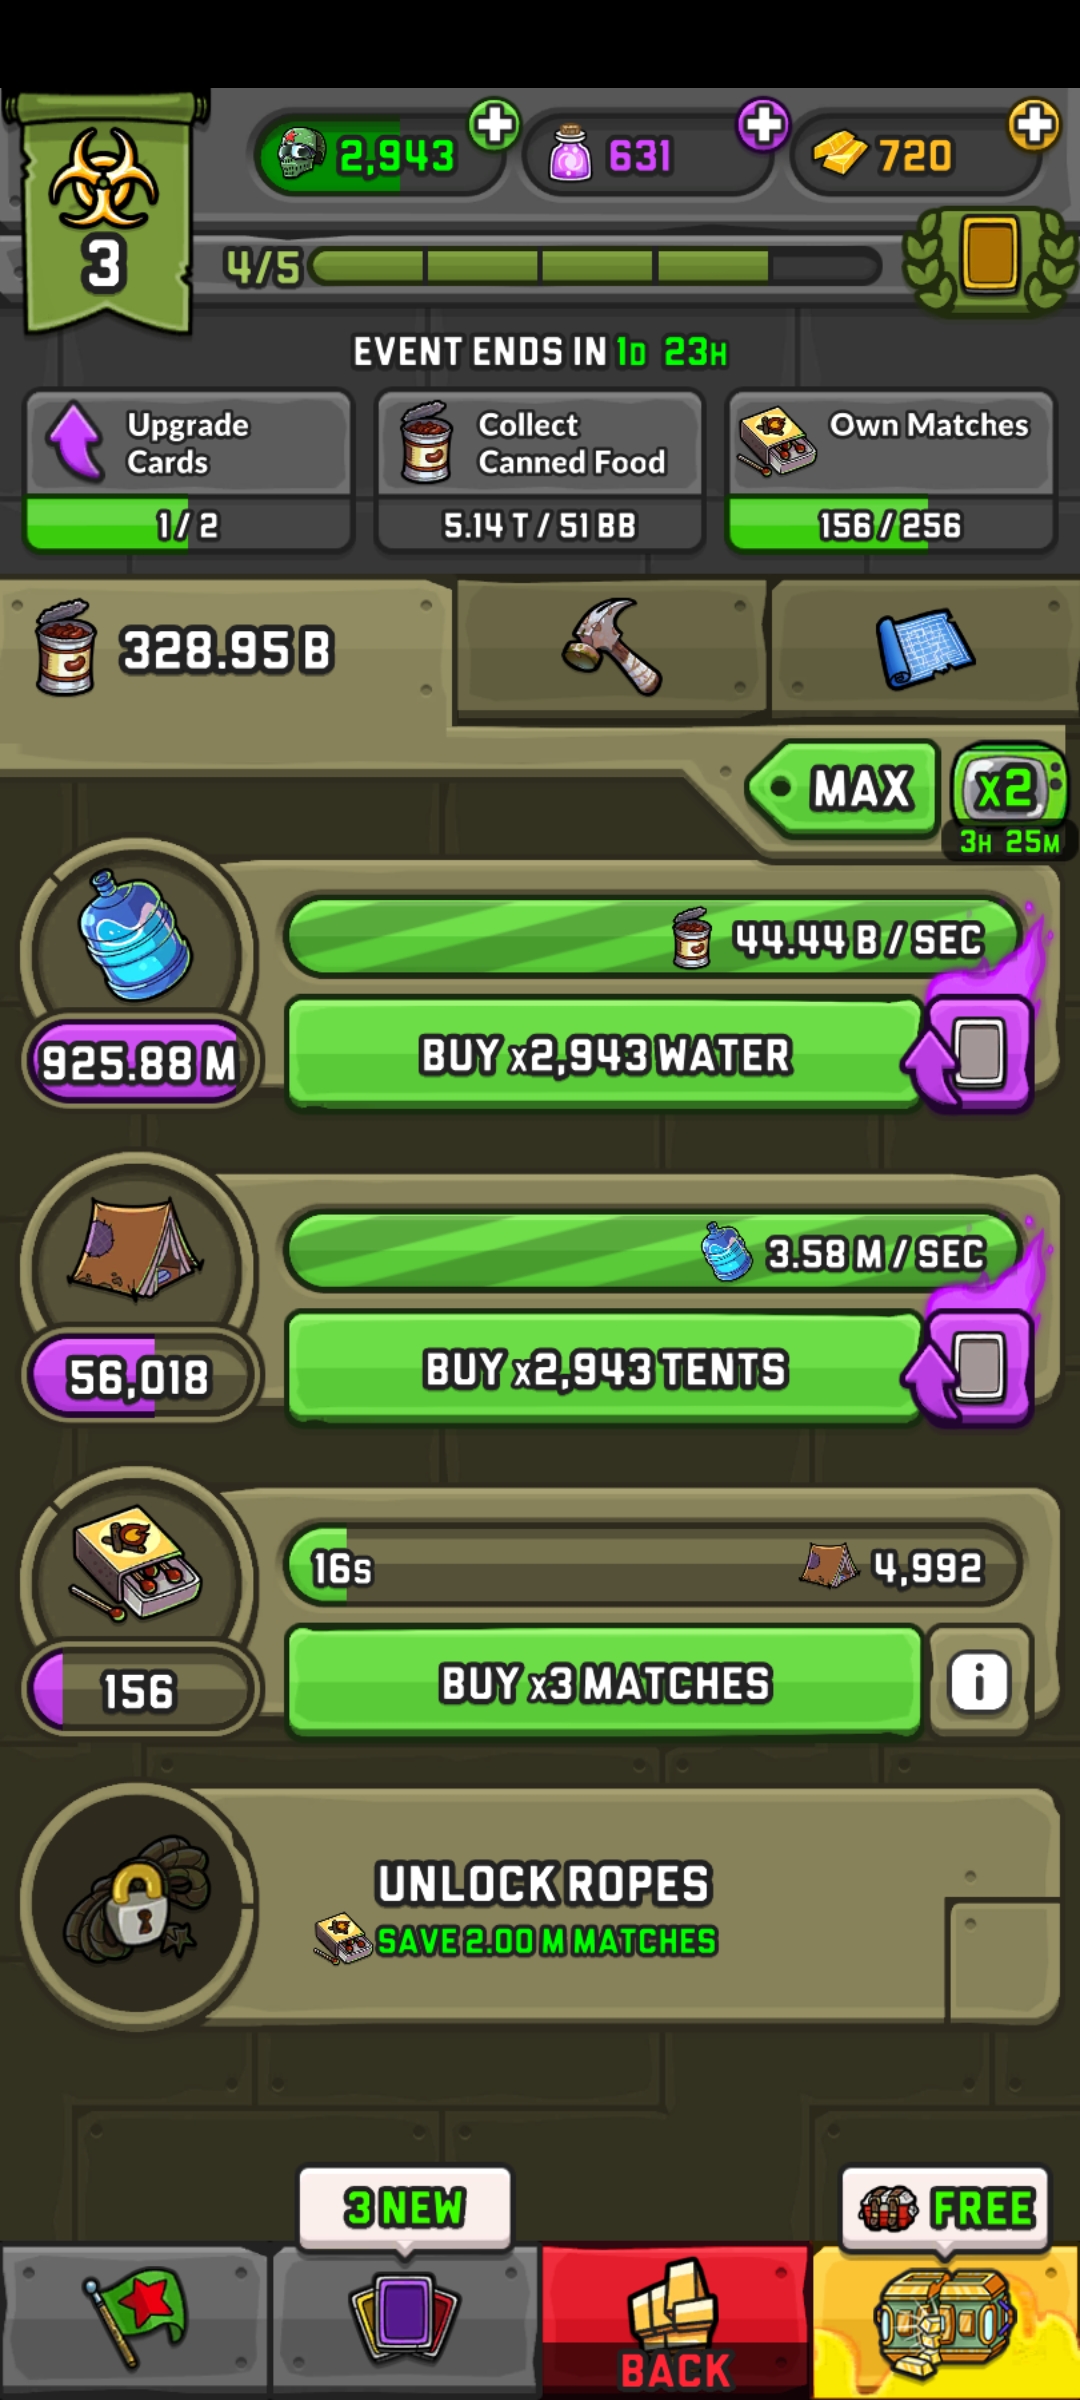 2,943
631
720
3
4/5
EVENT ENDS IN 1D 23H
Upgrade
Cards
1/2
Collect
Canned Food
5.14 T / 51 BB
Own Matches
156/256
328.95 B
MAX
x2
3H 25M
44.44 B / SEC
925.88 M
BUY x2,943 WATER
3.58 M / SEC
56,018
BUY x2,943 TENTS
16s
4,992
156
BUY x3 MATCHES
i
UNLOCK ROPES
SAVE 2.00 M MATCHES
3 NEW
FREE
BACK